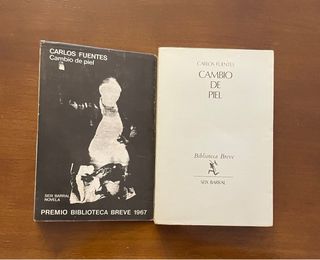 CARLOS FUENTES
Cambio de piel
SEIX BARRAL
NOVELA
PREMIO BIBLIOTECA BREVE 1967
CARLOS FUENTES
CAMBIO
DE
PIEL
Biblioteca Breve
SEIX BARRAL